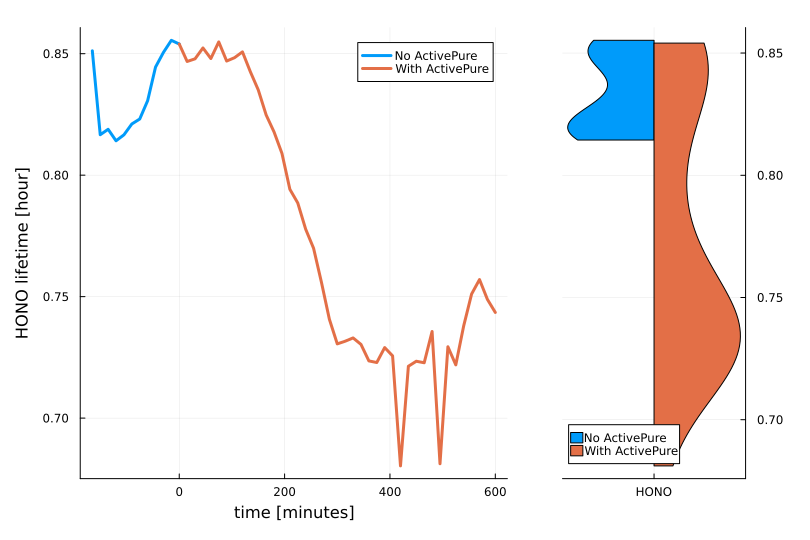 0.85
0.80
0.75
0.70
HONO lifetime [hour]
0
200
400
600
time [minutes]
No ActivePure
With ActivePure
0.85
0.80
0.75
0.70
HONO
No ActivePure
With ActivePure